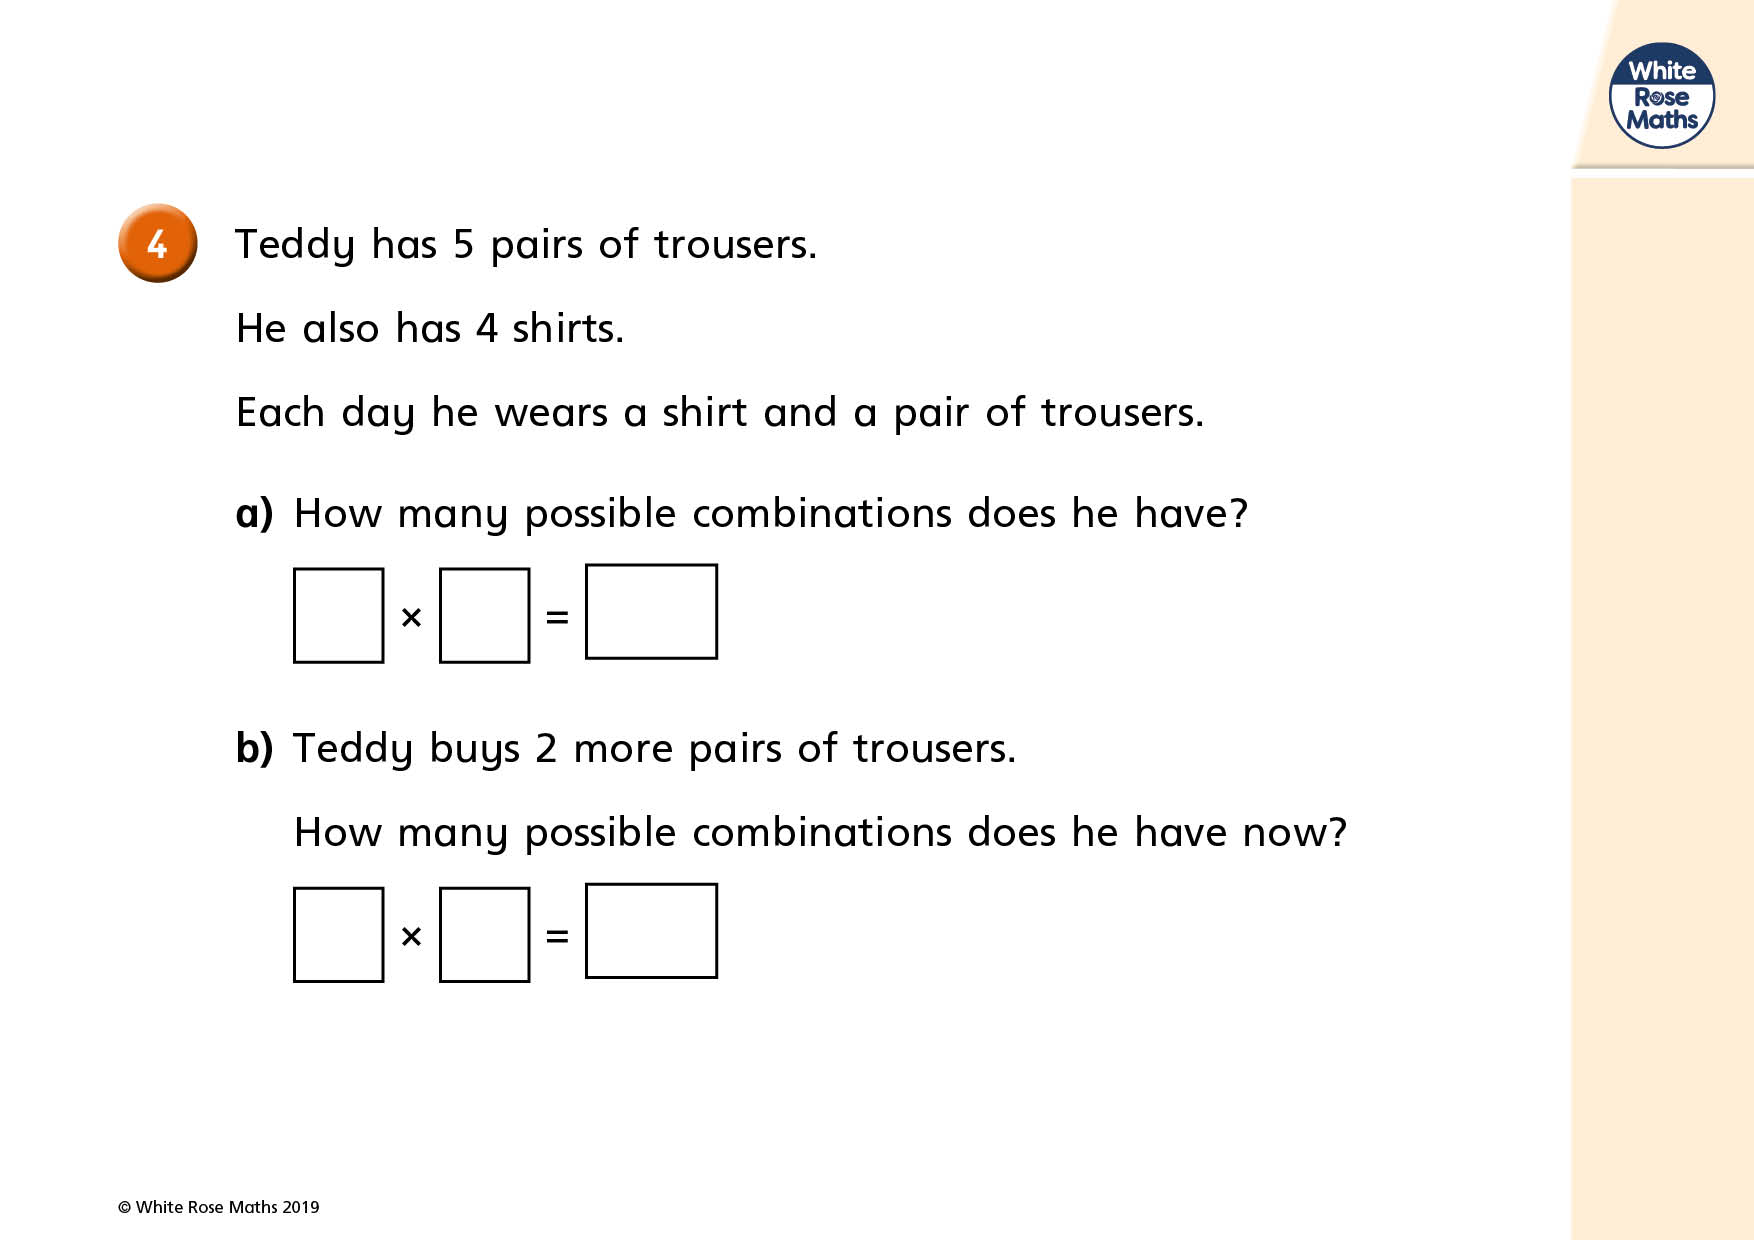 White
Rose
Maths
4 Teddy has 5 pairs of trousers.
He also has 4 shirts.
Each day he wears a shirt and a pair of trousers.
a) How many possible combinations does he have?
× =
b) Teddy buys 2 more pairs of trousers.
How many possible combinations does he have now?
× =
© White Rose Maths 2019